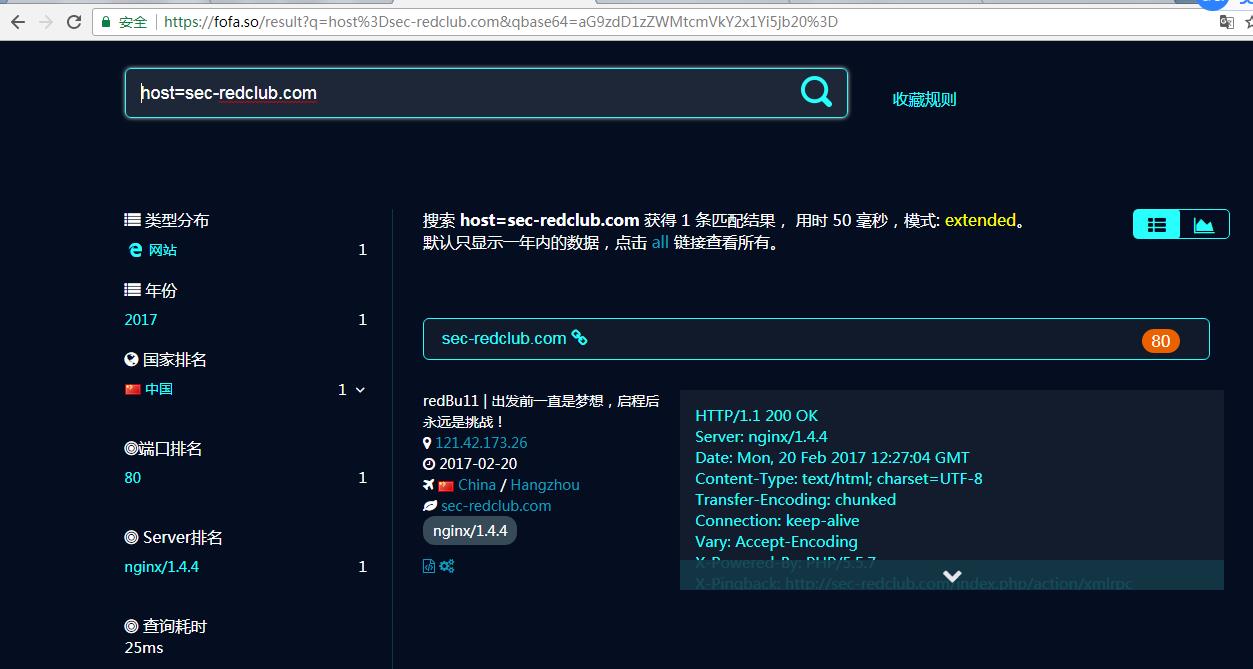 安全 | https://fofa.so/result?q=host%3Dsec-redclub.com&qbase64=aG9zdD1zZWMtcmVkY2x1Yi5jb20%3D
host=sec-redclub.com
收藏规则
类型分布
网站 1
年份
2017 1
国家排名
中国 1
端口排名
80 1
Server排名
nginx/1.4.4 1
查询耗时
25ms
搜索 host=sec-redclub.com 获得 1 条匹配结果， 用时 50 毫秒，模式: extended。
默认只显示一年内的数据，点击 all 链接查看所有。
sec-redclub.com 80
redBu11 | 出发前一直是梦想，启程后
永远是挑战！
121.42.173.26
2017-02-20
China / Hangzhou
sec-redclub.com
nginx/1.4.4
HTTP/1.1 200 OK
Server: nginx/1.4.4
Date: Mon, 20 Feb 2017 12:27:04 GMT
Content-Type: text/html; charset=UTF-8
Transfer-Encoding: chunked
Connection: keep-alive
Vary: Accept-Encoding
X-Powered-By: PHP/5.5.7
X-Pingback: http://sec-redclub.com/index.php/action/xmlrpc